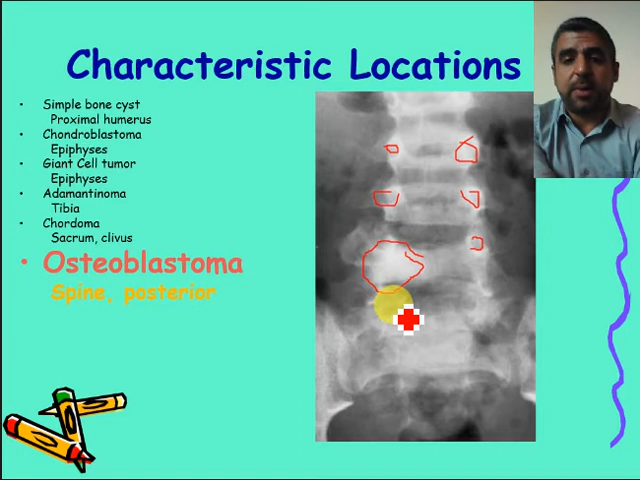 Characteristic Locations
• Simple bone cyst
Proximal humerus
• Chondroblastoma
Epiphyses
• Giant Cell tumor
Epiphyses
• Adamantinoma
Tibia
• Chordoma
Sacrum, clivus
• Osteoblastoma
Spine, posterior